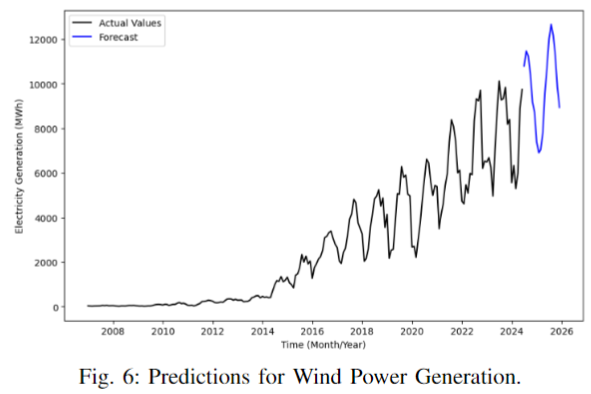 Actual Values
Forecast
12000
10000
8000
6000
4000
2000
0
Electricity Generation (MWh)
2008 2010 2012 2014 2016 2018 2020 2022 2024 2026
Time (Month/Year)
Fig. 6: Predictions for Wind Power Generation.